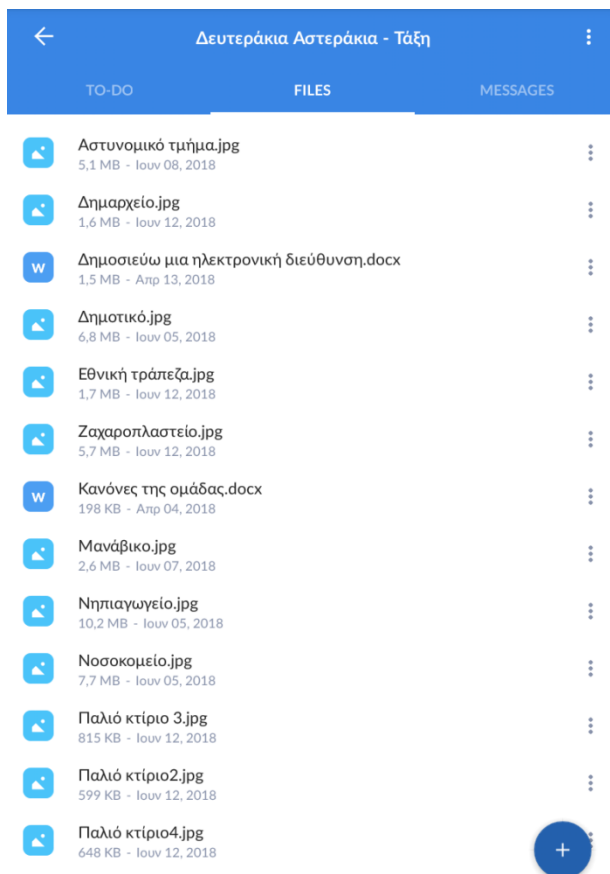 Δευτεράκια Αστεράκια - Τάξη
TO-DO FILES MESSAGES
Αστυνομικό τμήμα.jpg
5,1 MB - Ιουν 08, 2018
Δημαρχείο.jpg
1,6 MB - Ιουν 12, 2018
W Δημοσιεύω μια ηλεκτρονική διεύθυνση.docx
1,5 MB - Απρ 13, 2018
Δημοτικό.jpg
6,8 MB - Ιουν 05, 2018
Εθνική τράπεζα.jpg
1,7 MB - Ιουν 12, 2018
Ζαχαροπλαστείο.jpg
5,7 MB - Ιουν 12, 2018
W Κανόνες της ομάδας.docx
198 KB - Απρ 04, 2018
Μανάβικο.jpg
2,6 MB - Ιουν 07, 2018
Νηπιαγωγείο.jpg
10,2 MB - Ιουν 05, 2018
Νοσοκομείο.jpg
7,7 MB - Ιουν 05, 2018
Παλιό κτίριο 3.jpg
815 KB - Ιουν 12, 2018
Παλιό κτίριο2.jpg
599 KB - Ιουν 12, 2018
Παλιό κτίριο4.jpg
648 KB - Ιουν 12, 2018